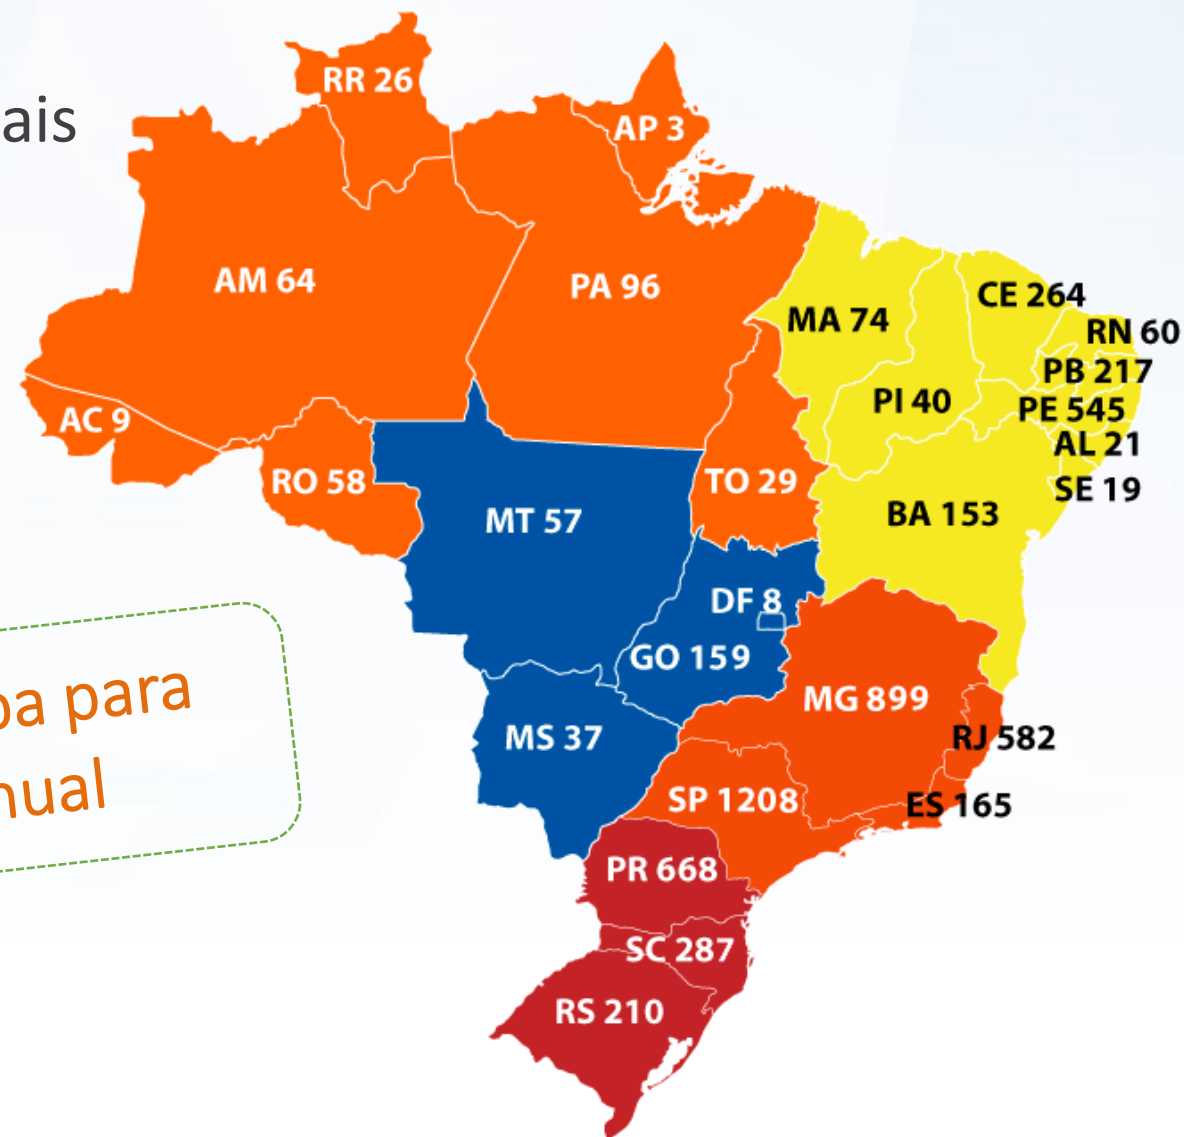 ais
RR 26
AP 3
AM 64
PA 96
CE 264
MA 74
RN 60
PB 217
PI 40
PE 545
AC 9
AL 21
RO 58
TO 29
SE 19
BA 153
MT 57
DF 8
GO 159
MG 899
pa para
nual
MS 37
RJ 582
SP 1208
ES 165
PR 668
SC 287
RS 210